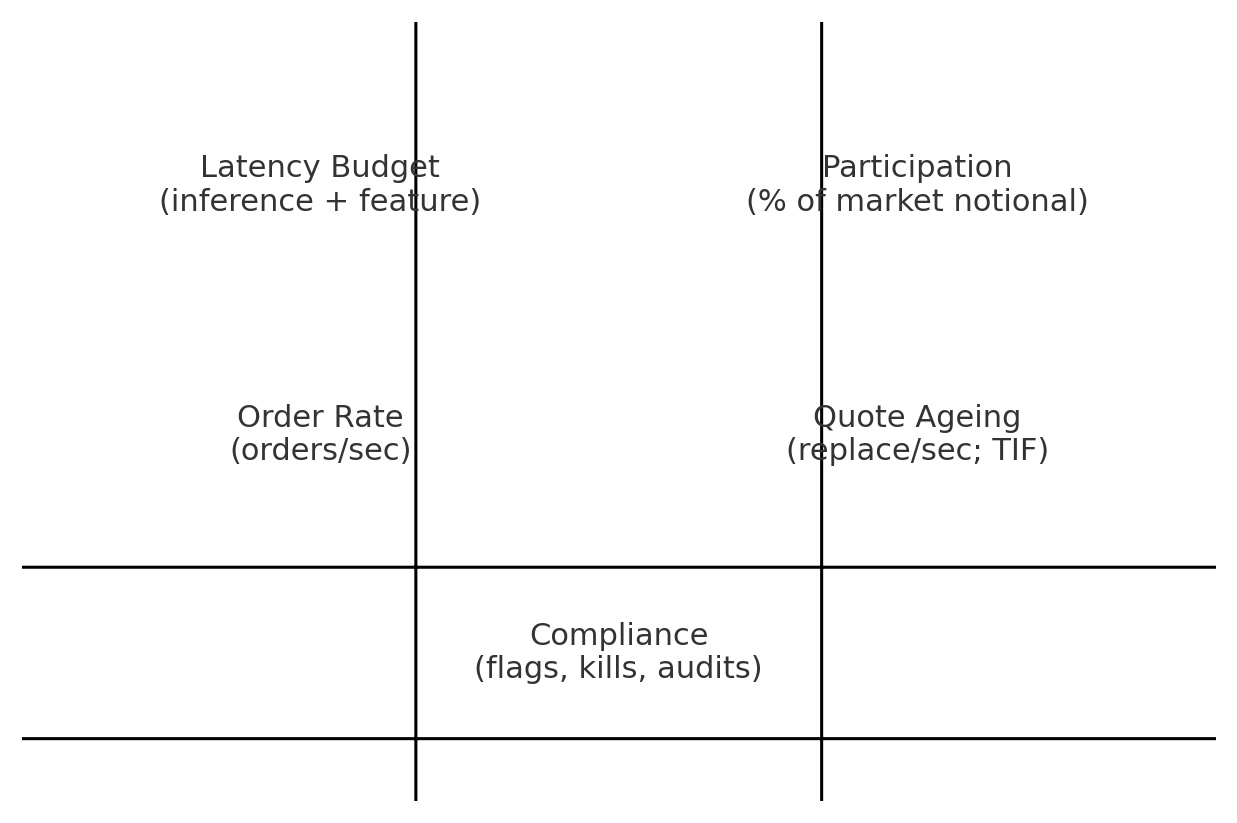 Latency Budget
(inference + feature)
Participation
(% of market notional)
Order Rate
(orders/sec)
Quote Ageing
(replace/sec; TIF)
Compliance
(flags, kills, audits)